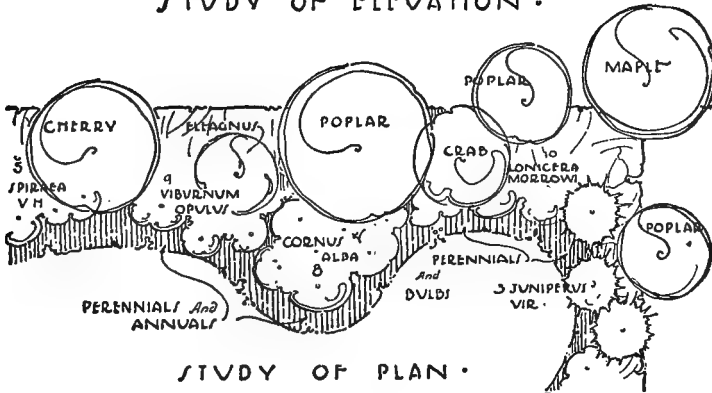 STUDY OF ELEVATION.
MAPLE
POPLAR
CHERRY
ELEAGNUS
POPLAR
CRAB
10
LONICERA
MORROWI
SPIRAEA
V H
9
VIBURNUM
OPULUS
CORNUS
ALBA
8
POPLAR
PERENNIALS
And
BULBS
3 JUNIPERUS
VIR.
PERENNIALS And
ANNUALS
STUDY OF PLAN.